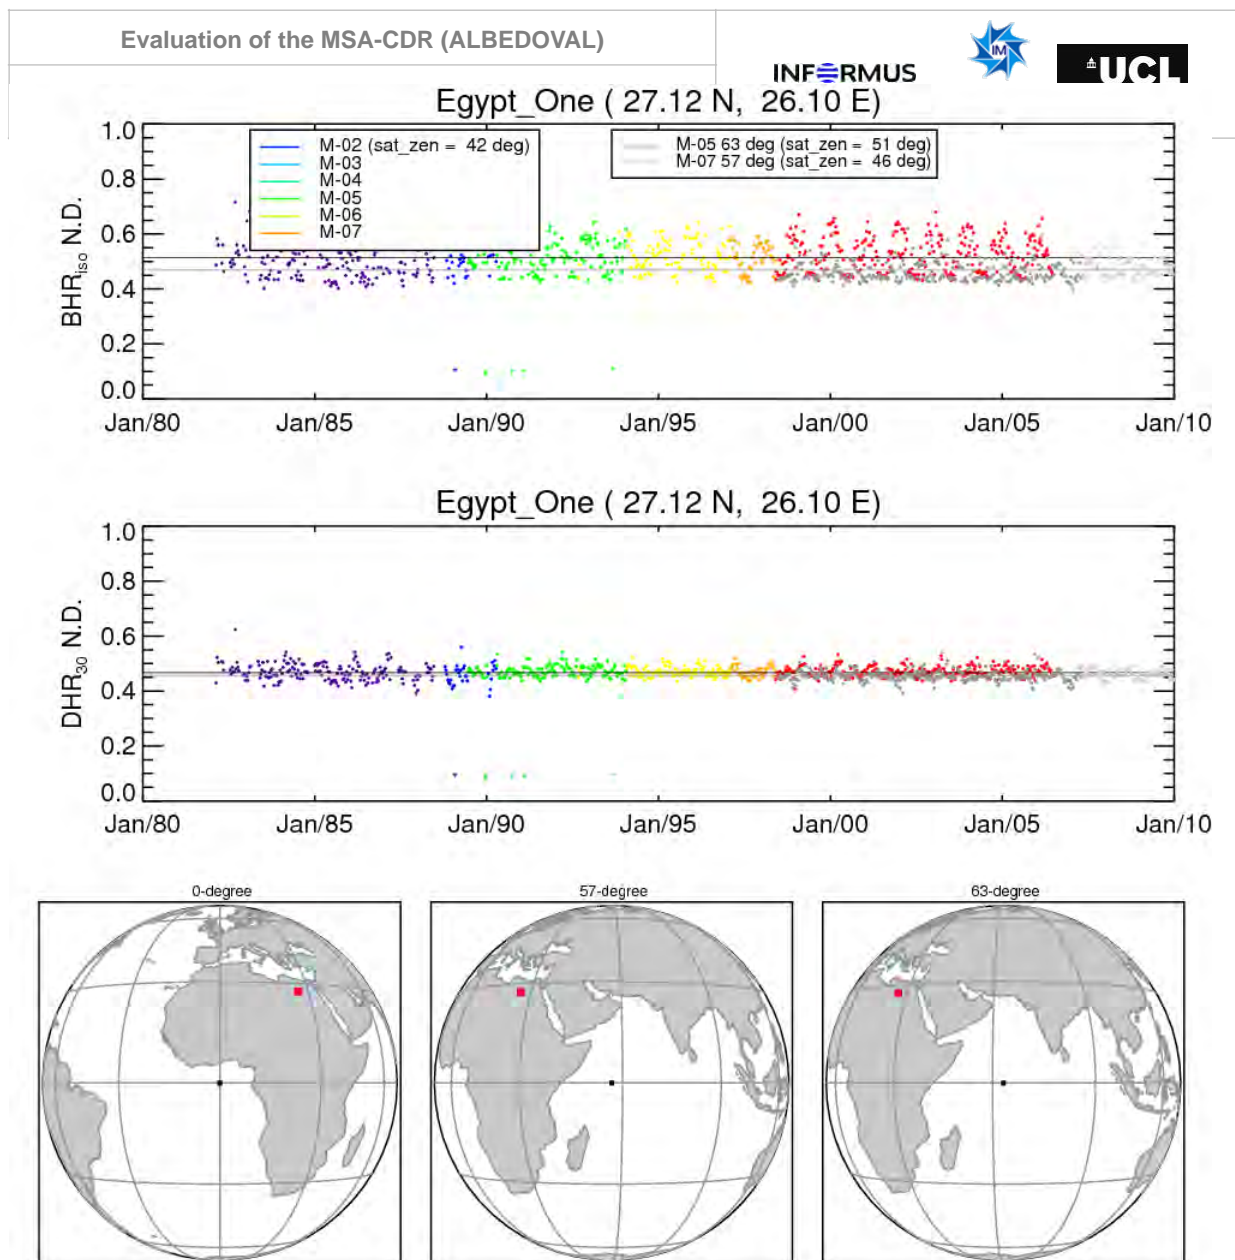 Evaluation of the MSA-CDR (ALBEDOVAL)
INFORMUS
IM
UCL
Egypt_One ( 27.12 N, 26.10 E)
BHRiso N.D.
1.0
0.8
0.6
0.4
0.2
0.0
M-02 (sat_zen = 42 deg)
M-03
M-04
M-05
M-06
M-07
M-05 63 deg (sat_zen = 51 deg)
M-07 57 deg (sat_zen = 46 deg)
Jan/80 Jan/85 Jan/90 Jan/95 Jan/00 Jan/05 Jan/10
Egypt_One ( 27.12 N, 26.10 E)
DHR30 N.D.
1.0
0.8
0.6
0.4
0.2
0.0
Jan/80 Jan/85 Jan/90 Jan/95 Jan/00 Jan/05 Jan/10
0-degree 57-degree 63-degree